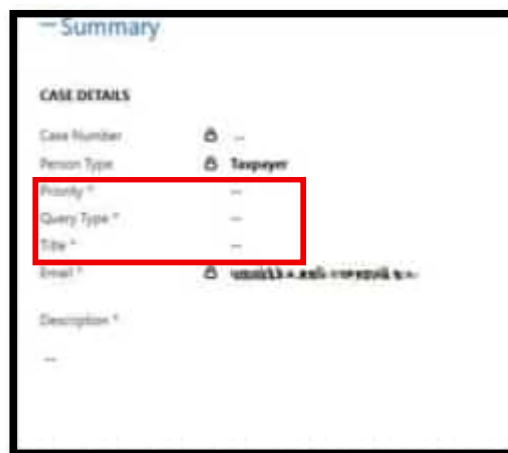 Summary
CASE DETAILS
Case Number --
Person Type Taxpayer
Priority * --
Query Type * --
Title * --
Email *
Description *
--